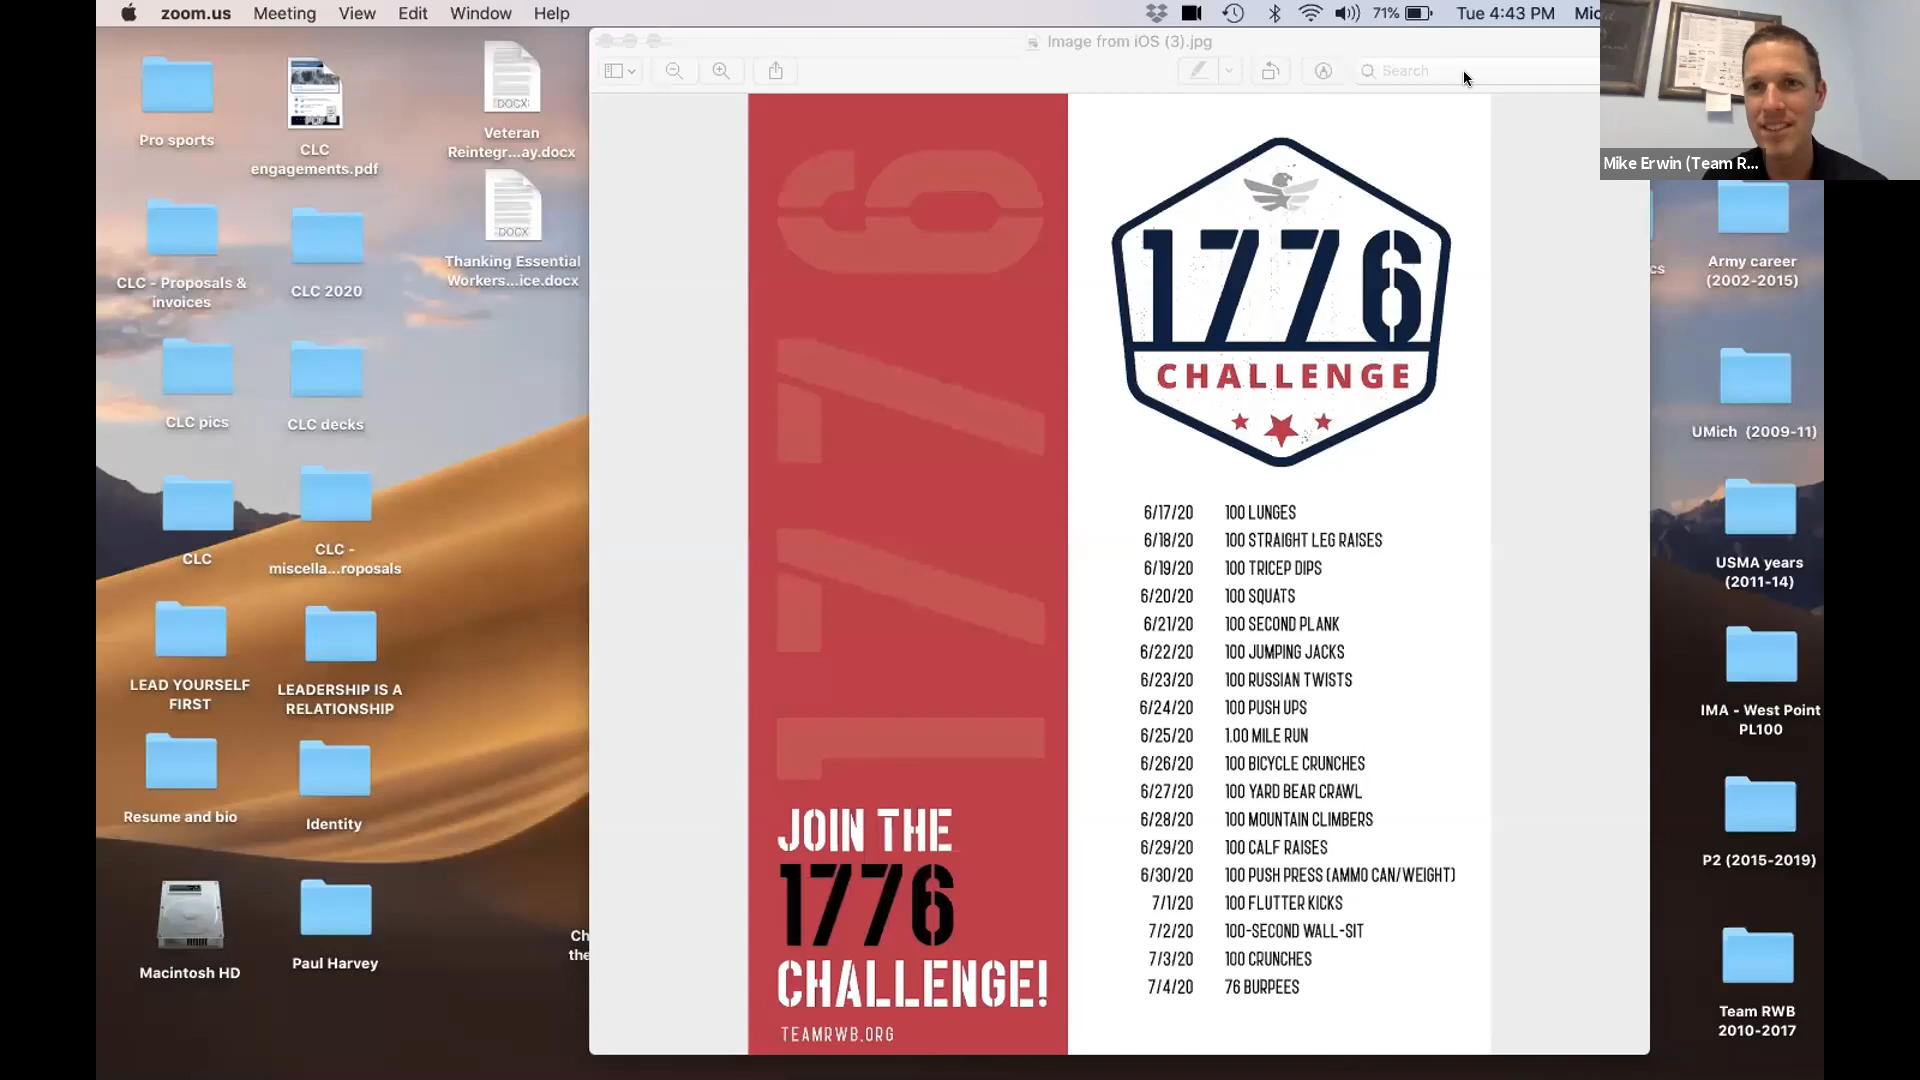 zoom.us Meeting View Edit Window Help
71% Tue 4:43 PM Mic
Mike Erwin (Team R...
Pro sports
CLC
engagements.pdf
DOCX
Veteran
Reintegr...ay.docx
CLC - Proposals &
invoices
CLC 2020
DOCX
Thanking Essential
Workers...ice.docx
CLC pics
CLC decks
CLC
CLC -
miscella...roposals
LEAD YOURSELF
FIRST
LEADERSHIP IS A
RELATIONSHIP
Resume and bio
Identity
Macintosh HD
Paul Harvey
Ch
the
Image from iOS (3).jpg
Search
1776
JOIN THE
1776
CHALLENGE!
TEAMRWB.ORG
1776
CHALLENGE
6/17/20 100 LUNGES
6/18/20 100 STRAIGHT LEG RAISES
6/19/20 100 TRICEP DIPS
6/20/20 100 SQUATS
6/21/20 100 SECOND PLANK
6/22/20 100 JUMPING JACKS
6/23/20 100 RUSSIAN TWISTS
6/24/20 100 PUSH UPS
6/25/20 1.00 MILE RUN
6/26/20 100 BICYCLE CRUNCHES
6/27/20 100 YARD BEAR CRAWL
6/28/20 100 MOUNTAIN CLIMBERS
6/29/20 100 CALF RAISES
6/30/20 100 PUSH PRESS (AMMO CAN/WEIGHT)
7/1/20 100 FLUTTER KICKS
7/2/20 100-SECOND WALL-SIT
7/3/20 100 CRUNCHES
7/4/20 76 BURPEES
cs
Army career
(2002-2015)
UMich (2009-11)
USMA years
(2011-14)
IMA - West Point
PL100
P2 (2015-2019)
Team RWB
2010-2017